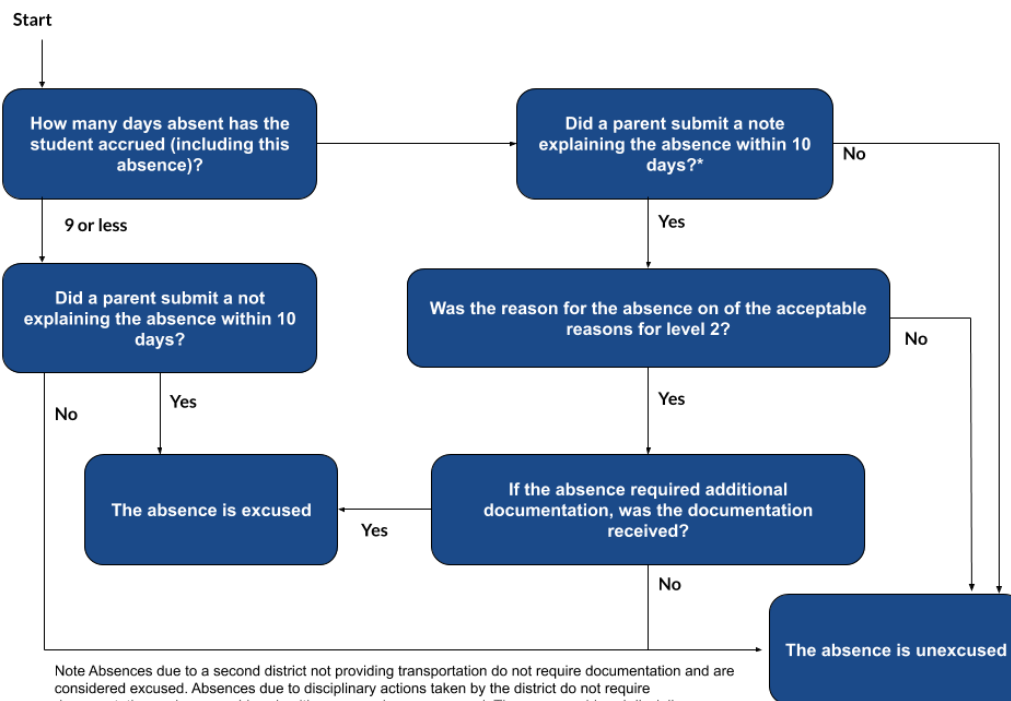 Start
How many days absent has the
student accrued (including this
absence)?
Did a parent submit a note
explaining the absence within 10
days?*
No
9 or less
Yes
Did a parent submit a not
explaining the absence within 10
days?
Was the reason for the absence on of the acceptable
reasons for level 2?
No
No
Yes
Yes
The absence is excused
If the absence required additional
documentation, was the documentation
received?
Yes
No
The absence is unexcused
Note Absences due to a second district not providing transportation do not require documentation and are
considered excused. Absences due to disciplinary actions taken by the district do not require